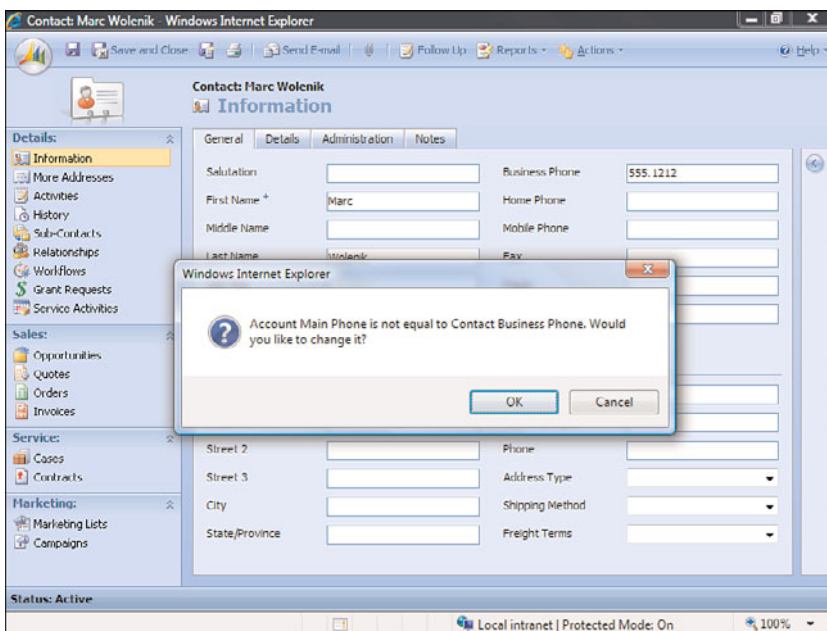 Contact: Marc Wolenik - Windows Internet Explorer
Save and Close Send E-mail Follow Up Reports Actions Help
Contact: Marc Wolenik
Information
Details:
Information
More Addresses
Activities
History
Sub-Contacts
Relationships
Workflows
Grant Requests
Service Activities
Sales:
Opportunities
Quotes
Orders
Invoices
Service:
Cases
Contracts
Marketing:
Marketing Lists
Campaigns
General Details Administration Notes
Salutation Business Phone 555.1212
First Name + Marc Home Phone
Middle Name Mobile Phone
Last Name Wolenik Fax
Windows Internet Explorer
Account Main Phone is not equal to Contact Business Phone. Would
you like to change it?
OK Cancel
Street 2 Phone
Street 3 Address Type
City Shipping Method
State/Province Freight Terms
Status: Active
Local intranet | Protected Mode: On 100%